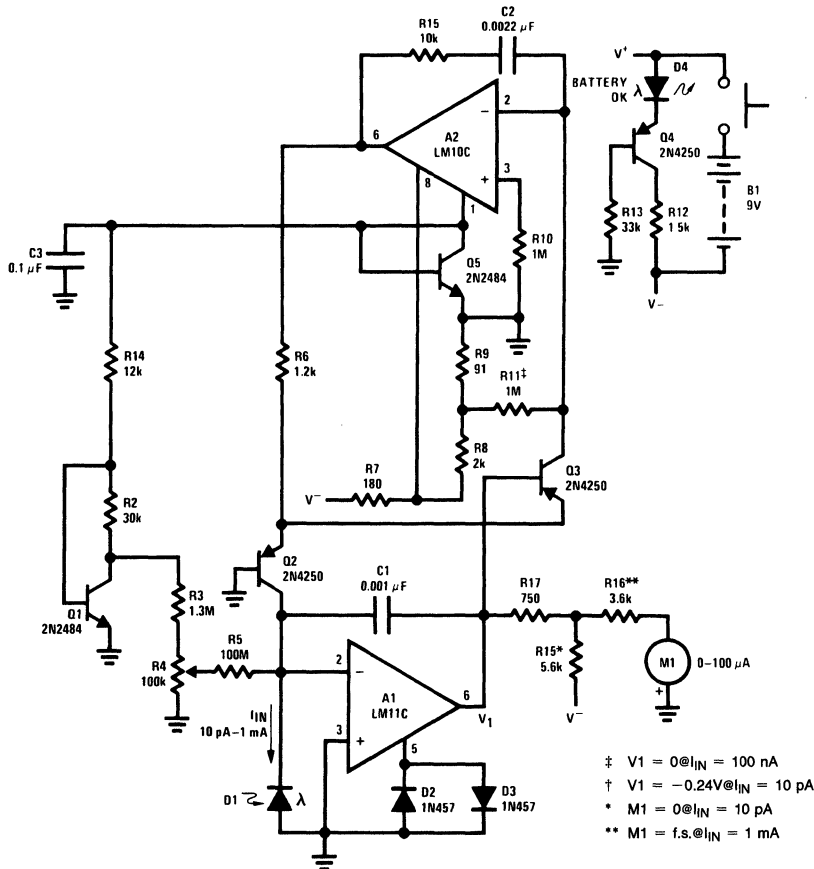 C2
0.0022 μF
R15
10k
V+
D4
BATTERY
OK
λ
2
A2
LM10C
6
8
3
+
−
1
Q4
2N4250
B1
9V
R13
33k
R12
1 5k
V−
C3
0.1 μF
R10
1M
Q5
2N2484
R14
12k
R6
1.2k
R9
91
R11‡
1M
R8
2k
R7
180
V−
Q3
2N4250
R2
30k
Q2
2N4250
C1
0.001 μF
R17
750
R16**
3.6k
R3
1.3M
Q1
2N2484
R5
100M
R4
100k
R15*
5.6k
M1
+
0–100 μA
V−
2
−
A1
LM11C
6
V1
3
+
5
IIN
10 pA–1 mA
D1
λ
D2
1N457
D3
1N457
‡ V1 = 0@IIN = 100 nA
† V1 = −0.24V@IIN = 10 pA
* M1 = 0@IIN = 10 pA
** M1 = f.s.@IIN = 1 mA